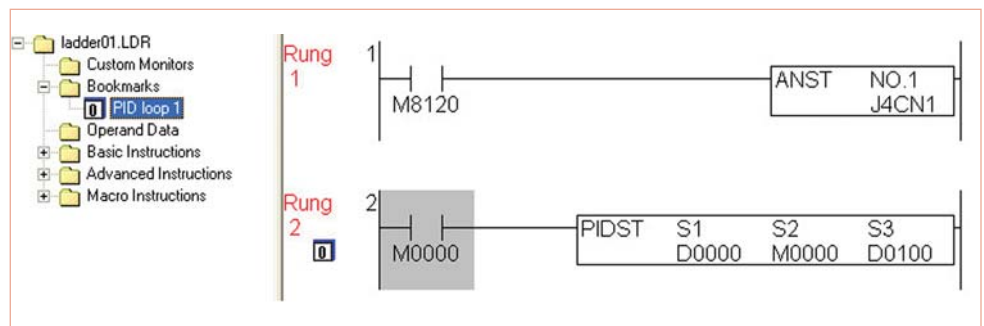 ladder01.LDR
Custom Monitors
Bookmarks
0 PID loop 1
Operand Data
Basic Instructions
Advanced Instructions
Macro Instructions
Rung 1
1
M8120
ANST NO.1
J4CN1
Rung 2
2
0
M0000
PIDST S1 S2 S3
D0000 M0000 D0100